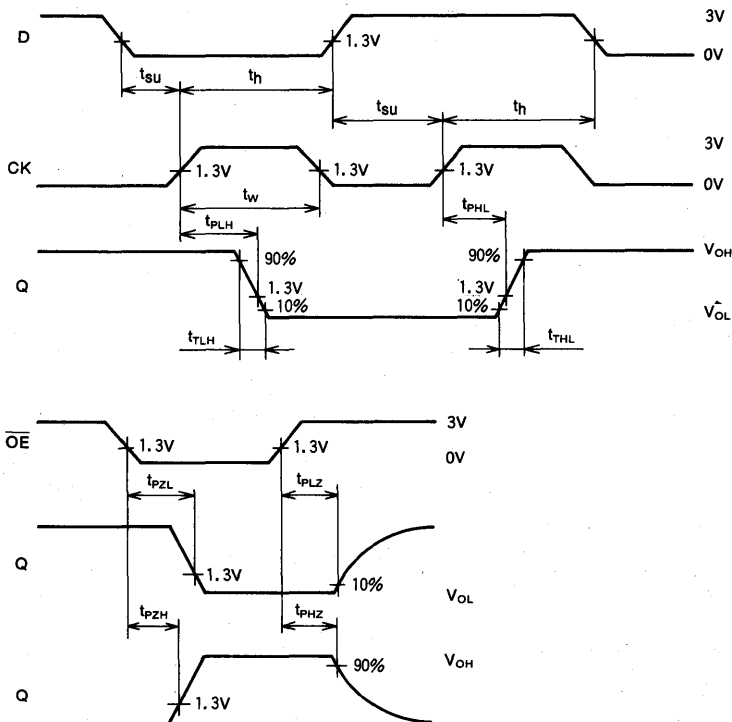 3V
D
1.3V
0V
tsu
th
tsu
th
3V
CK
1.3V
1.3V
1.3V
0V
tw
tPLH
tPHL
90%
90%
VOH
Q
1.3V
1.3V
10%
10%
VOL
tTLH
tTHL
3V
OE
1.3V
1.3V
0V
tPZL
tPLZ
Q
1.3V
10%
VOL
tPZH
tPHZ
90%
VOH
Q
1.3V